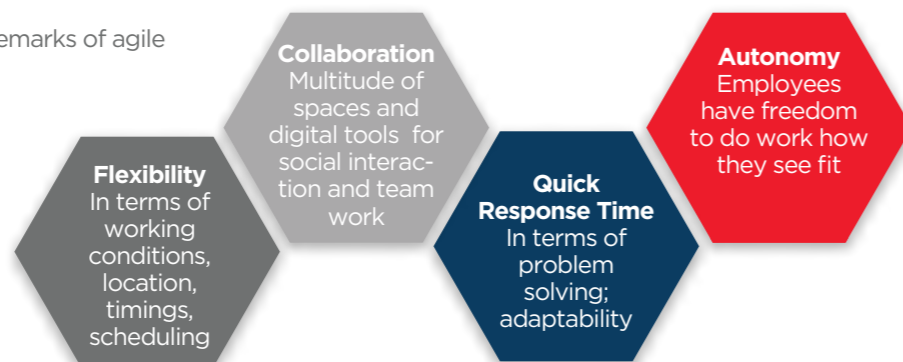 emarks of agile
Flexibility
In terms of
working
conditions,
location,
timings,
scheduling
Collaboration
Multitude of
spaces and
digital tools for
social interac-
tion and team
work
Quick
Response Time
In terms of
problem
solving;
adaptability
Autonomy
Employees
have freedom
to do work how
they see fit